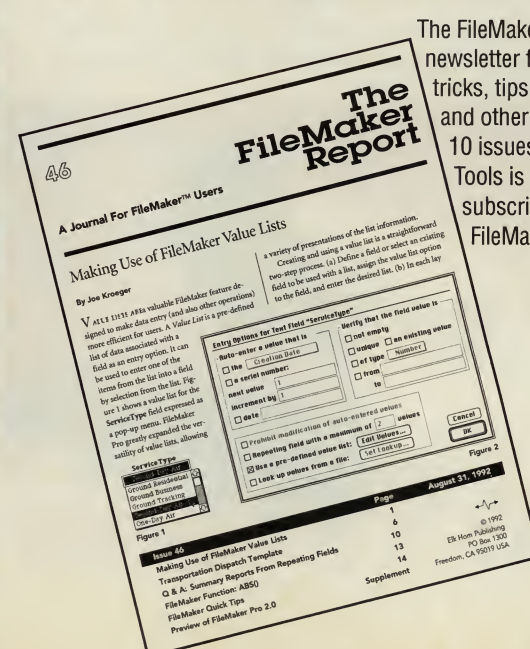 The FileMake
newsletter f
tricks, tips
and other
10 issues
Tools is
subscri
FileMa
46
The
FileMaker
Report
A Journal For FileMaker™ Users
Making Use of FileMaker Value Lists
By Joe Kroeger
VALUE LISTS ARE a valuable FileMaker feature de-
signed to make data entry (and also other operations)
more efficient for users. A Value List is a pre-defined
list of data associated with a
field as an entry option. It can
be used to enter one of the
items from the list into a field
by selection from the list. Fig-
ure 1 shows a value list for the
ServiceType field expressed as
a pop-up menu. FileMaker
Pro greatly expanded the ver-
satility of value lists, allowing
ServiceType
Ground Residential
Ground Business
Ground Tracking
One-Day Air
Figure 1
a variety of presentations of the list information.
Creating and using a value list is a straightforward
two-step process. (a) Define a field or select an existing
field to be used with a list, assign the value list option
to the field, and enter the desired list. (b) In each lay
Entry Options for Text Field "ServiceType"
Auto-enter a value that is
the Creation Date
a serial number:
next value 1
increment by 1
data
Verify that the field value is
not empty
unique an existing value
of type Number
from
to
Prohibit modification of auto-entered values
Repeating field with a maximum of 2 values
Use a pre-defined value list: Edit Values...
Look up values from a file: Set Lookup...
Cancel
OK
Figure 2
Issue 46 Page August 31, 1992
Making Use of FileMaker Value Lists 1
Transportation Dispatch Template 6
Q & A: Summary Reports From Repeating Fields 10
FileMaker Function: ABS() 13
FileMaker Quick Tips 14
Preview of FileMaker Pro 2.0 Supplement
© 1992
Elk Horn Publishing
PO Box 1300
Freedom, CA 95019 USA